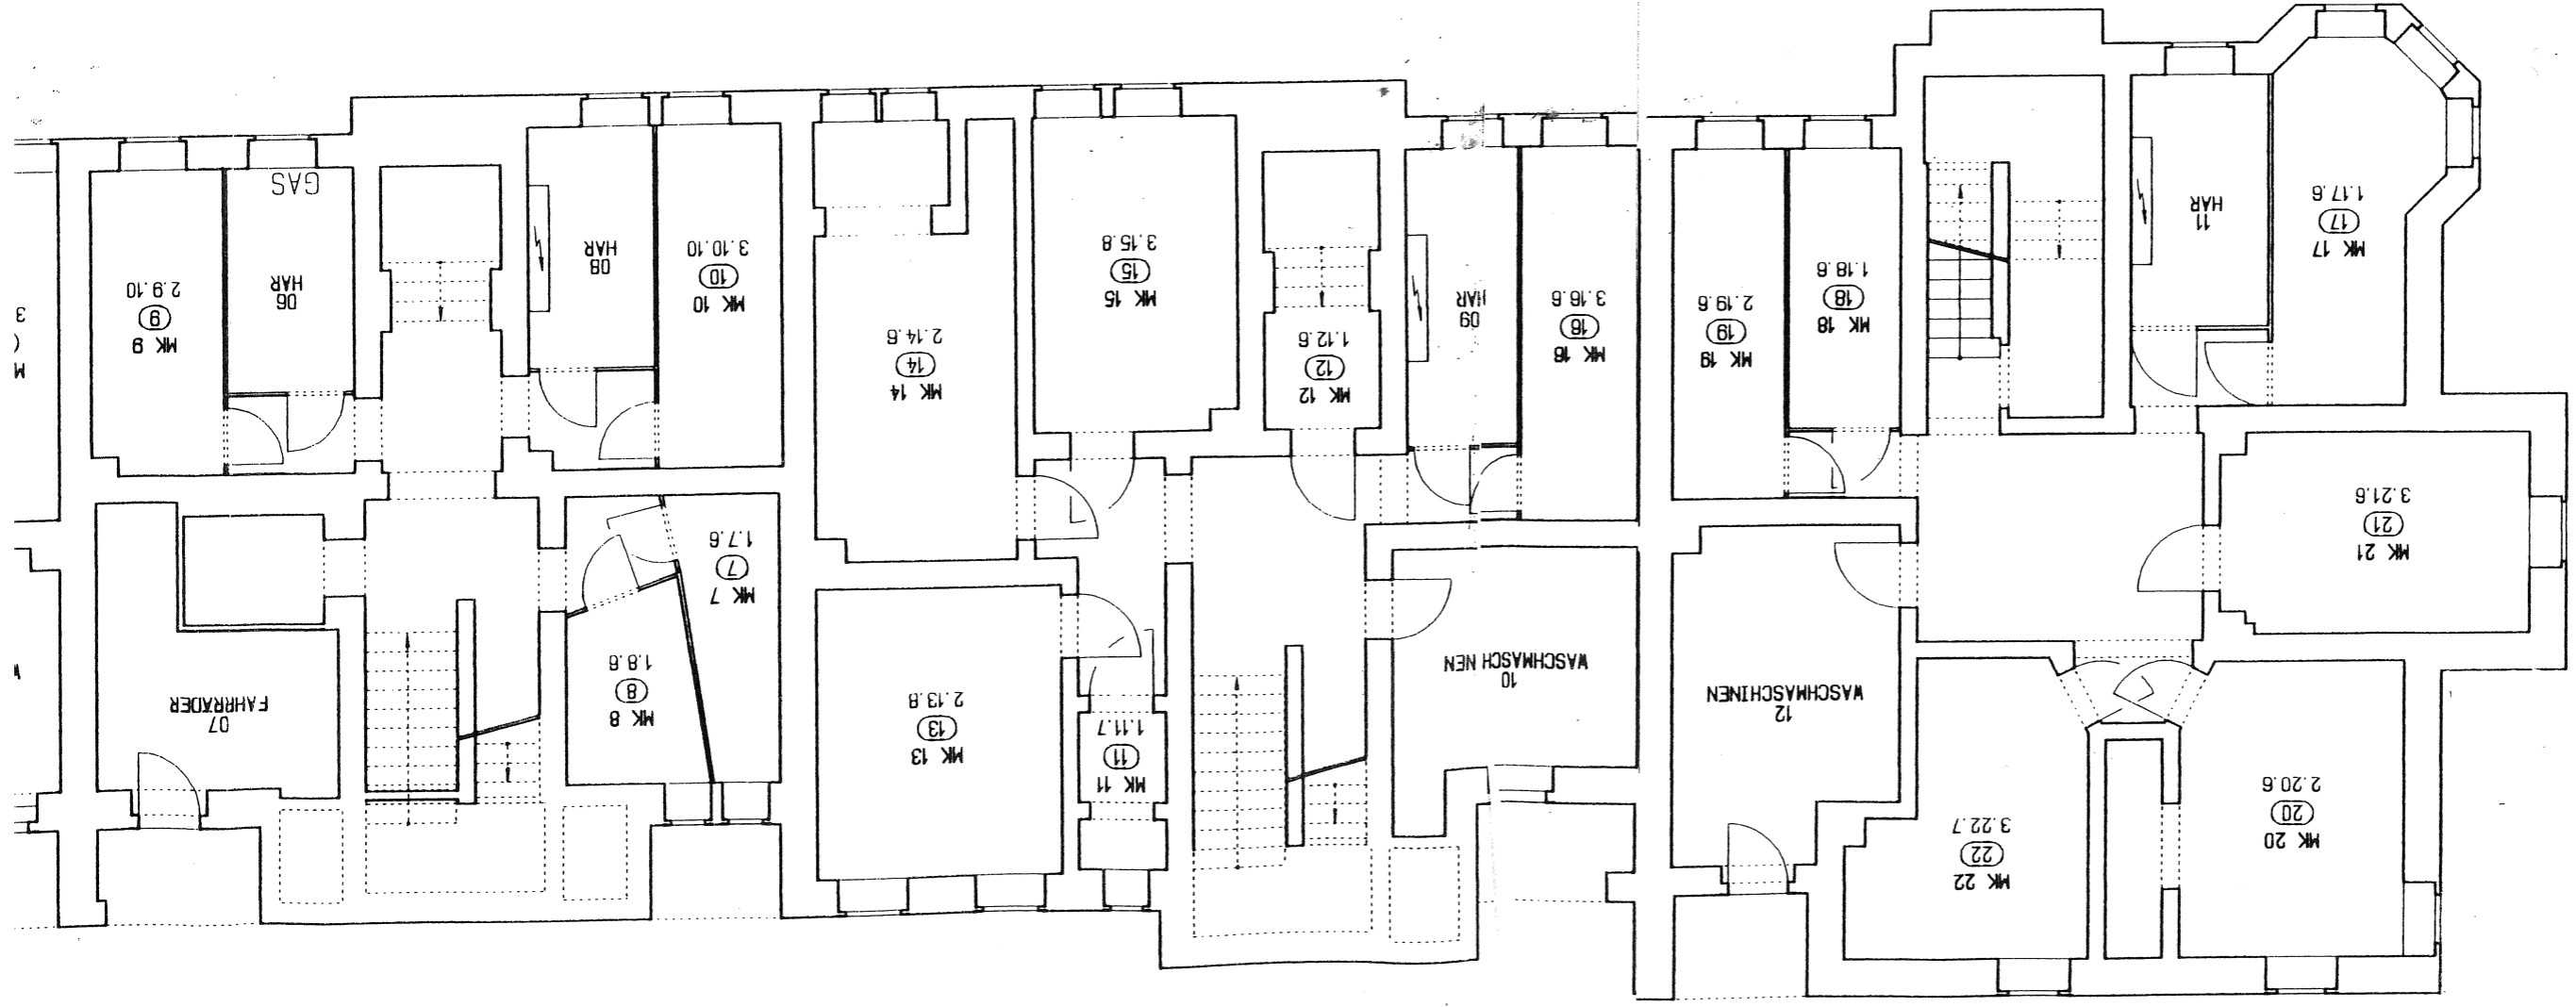 MK 20
20
2.20.6
MK 22
22
3.22.7
12
WASCHMASCHINEN
10
WASCHMASCHINEN
MK 11
11
1.11.7
MK 13
13
2.13.8
MK 8
8
1.8.6
MK 7
7
1.7.6
07
FAHRRÄDER
MK 21
21
3.21.6
MK 17
17
1.17.6
11
HAR
MK 18
18
1.18.6
MK 19
19
2.19.6
MK 16
16
3.16.6
09
HAR
MK 12
12
1.12.6
MK 15
15
3.15.8
MK 14
14
2.14.6
MK 10
10
3.10.10
08
HAR
06
HAR
GAS
MK 9
9
2.9.10
M
3